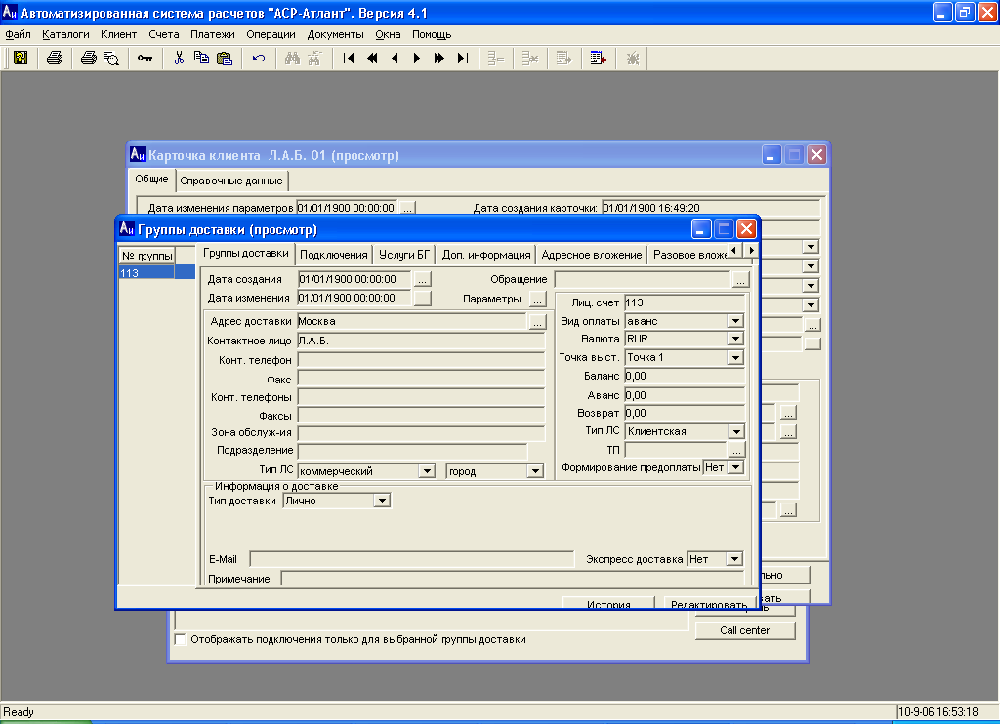 Автоматизированная система расчетов "АСР-Атлант". Версия 4.1
Файл Каталоги Клиент Счета Платежи Операции Документы Окна Помощь
Карточка клиента Л.А.Б. 01 (просмотр)
Общие Справочные данные
Дата изменения параметров 01/01/1900 00:00:00 ... Дата создания карточки: 01/01/1900 16:49:20
Группы доставки (просмотр)
№ группы
113
Группы доставки Подключения Услуги БГ Доп. информация Адресное вложение Разовое влож
Дата создания 01/01/1900 00:00:00 ... Обращение ...
Дата изменения 01/01/1900 00:00:00 ... Параметры ...
Лиц. счет 113
Адрес доставки Москва ... Вид оплаты аванс
Контактное лицо Л.А.Б. Валюта RUR
Конт. телефон Точка выст. Точка 1
Факс Баланс 0,00
Конт. телефоны Аванс 0,00
Факсы Возврат 0,00
Зона обслуж-ия Тип ЛС Клиентская
Подразделение ТП ...
Тип ЛС коммерческий город Формирование предоплаты Нет
Информация о доставке
Тип доставки Лично
E-Mail Экспресс доставка Нет
Примечание
История Редактировать
льно
вать
Call center
Отображать подключения только для выбранной группы доставки
Ready 10-9-06 16:53:18